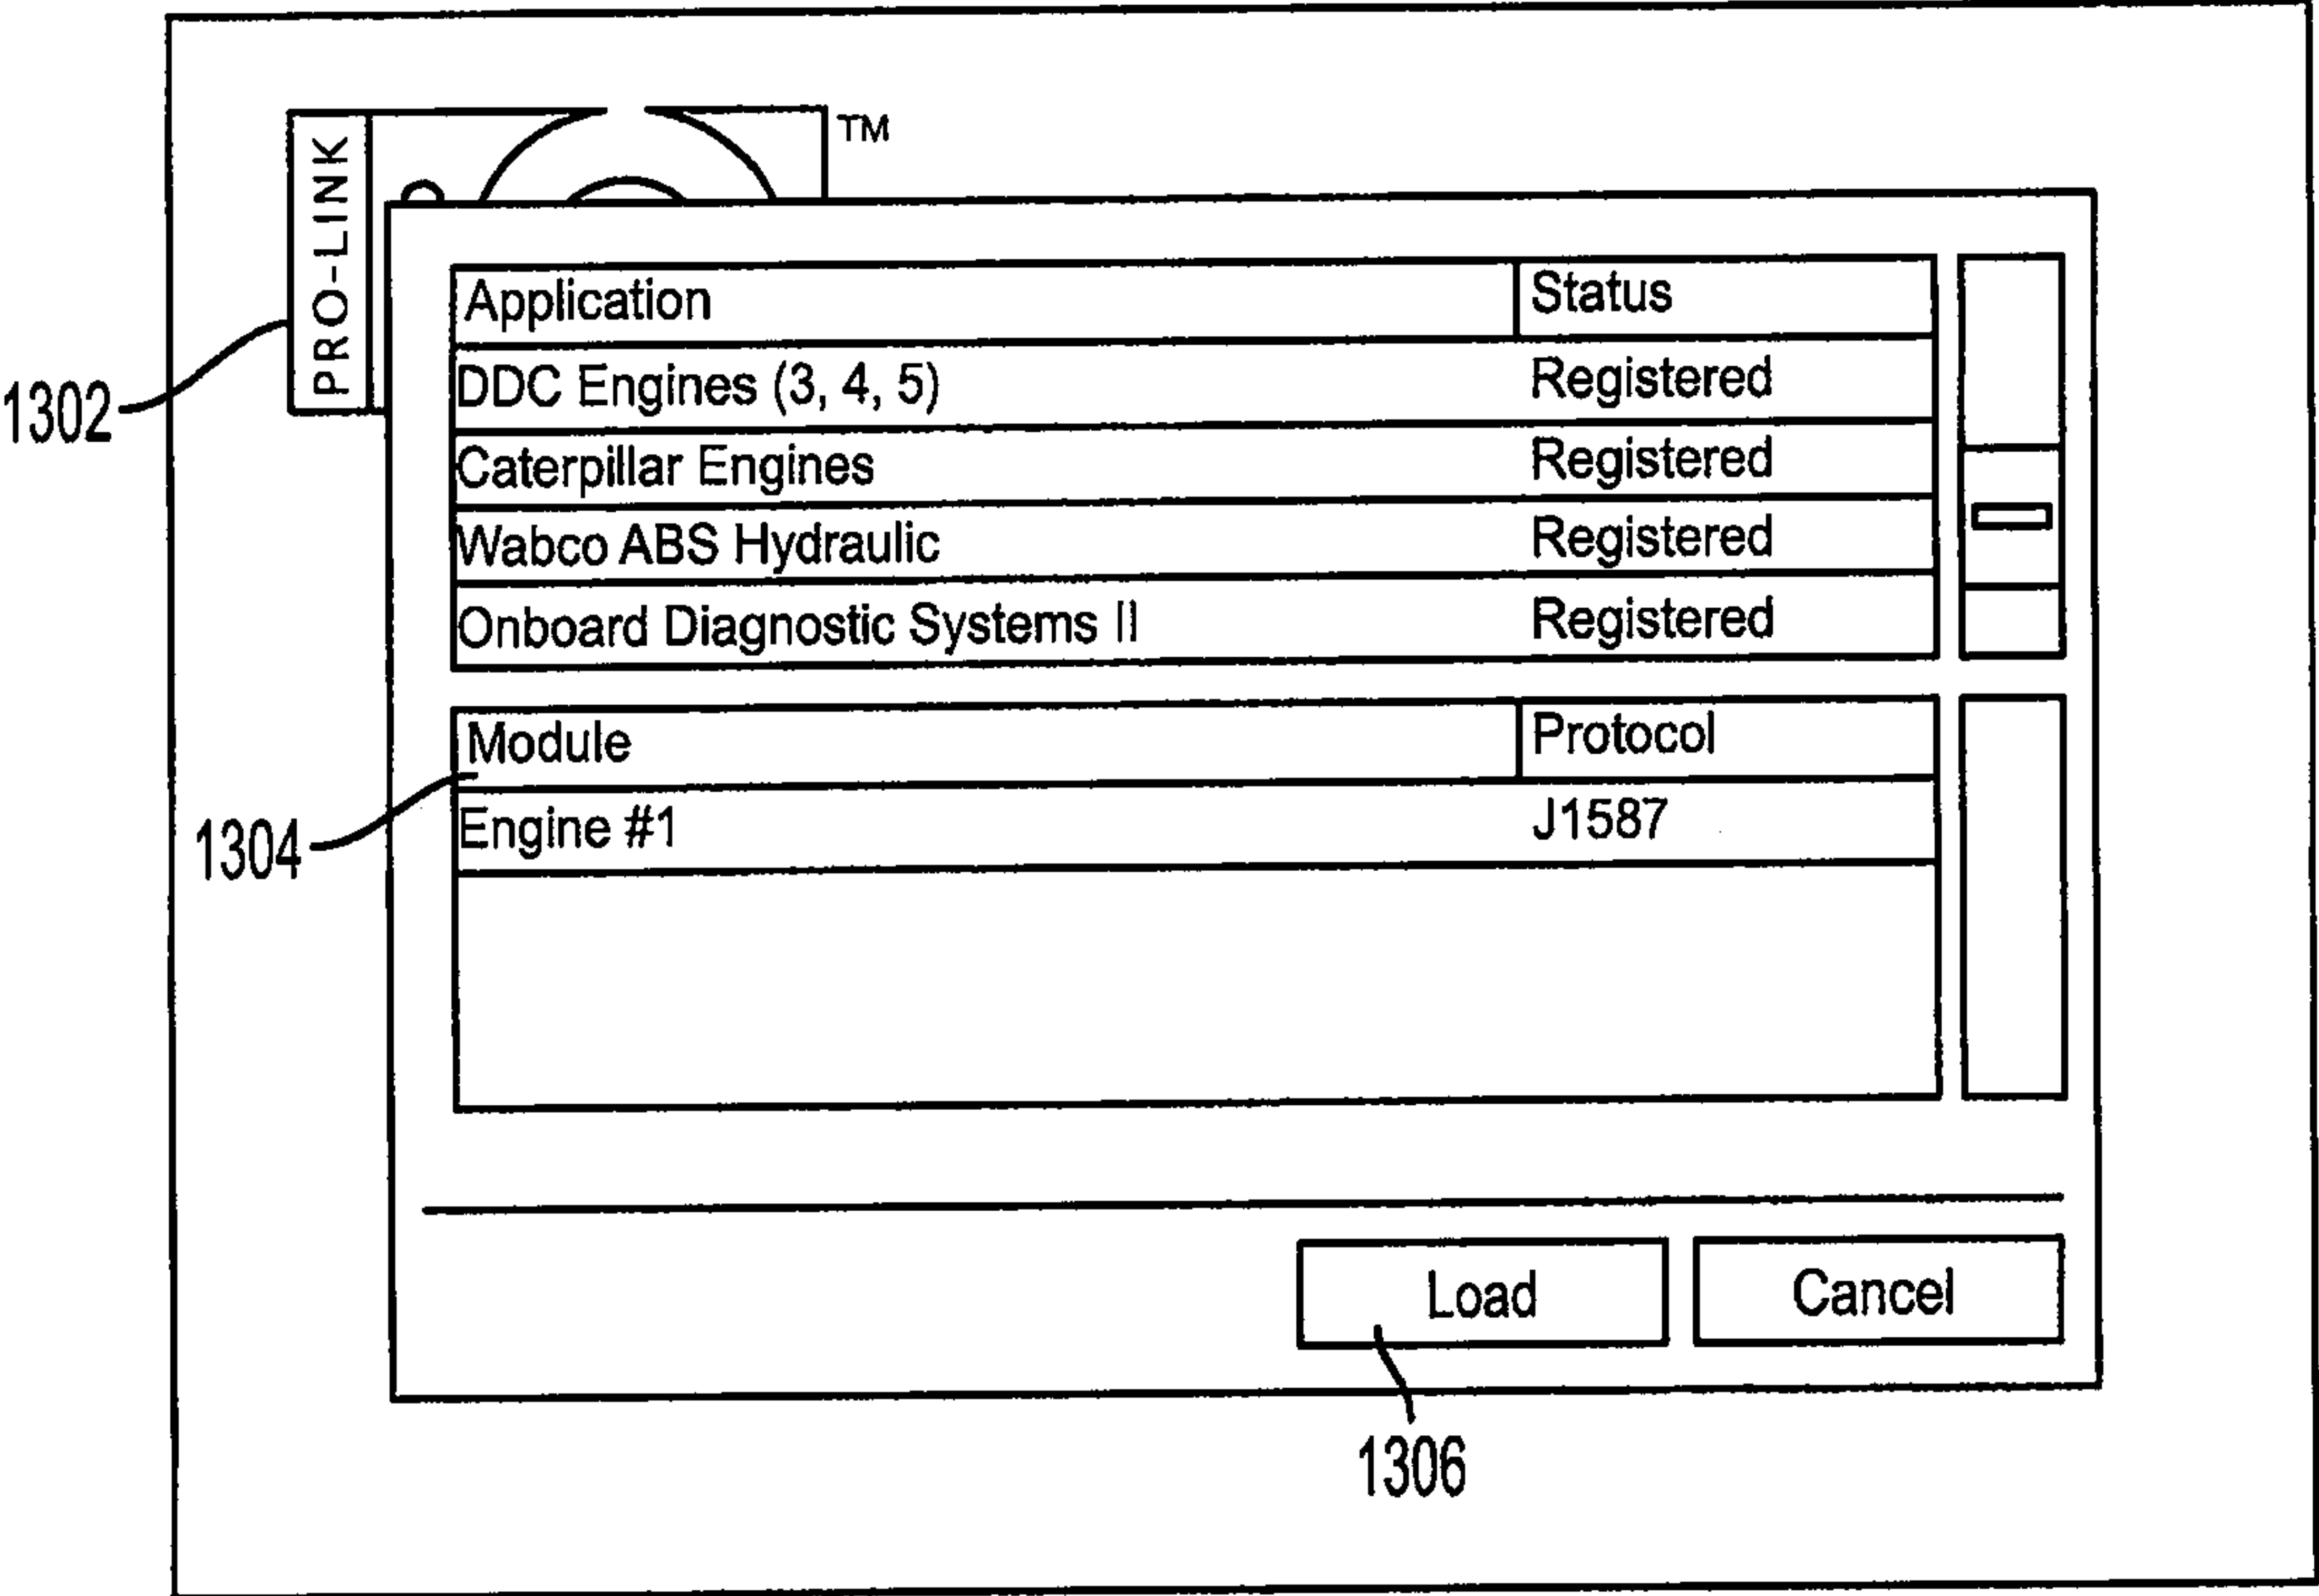 PRO-LINK
TM
1302
Application Status
DDC Engines (3, 4, 5) Registered
Caterpillar Engines Registered
Wabco ABS Hydraulic Registered
Onboard Diagnostic Systems II Registered
Module Protocol
1304
Engine #1 J1587
Load Cancel
1306